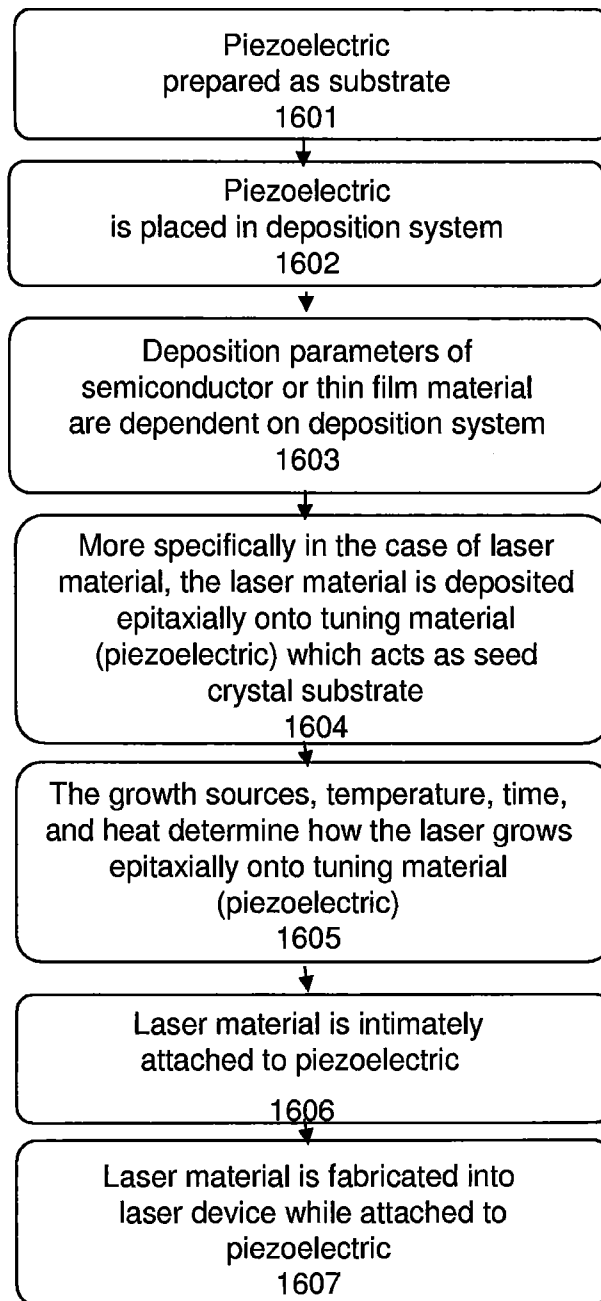 Piezoelectric
prepared as substrate
1601
Piezoelectric
is placed in deposition system
1602
Deposition parameters of
semiconductor or thin film material
are dependent on deposition system
1603
More specifically in the case of laser
material, the laser material is deposited
epitaxially onto tuning material
(piezoelectric) which acts as seed
crystal substrate
1604
The growth sources, temperature, time,
and heat determine how the laser grows
epitaxially onto tuning material
(piezoelectric)
1605
Laser material is intimately
attached to piezoelectric
1606
Laser material is fabricated into
laser device while attached to
piezoelectric
1607